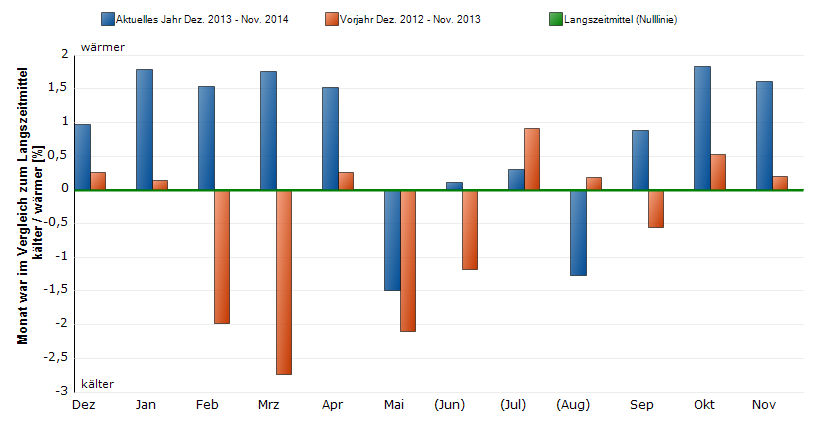 Aktuelles Jahr Dez. 2013 - Nov. 2014
Vorjahr Dez. 2012 - Nov. 2013
Langszeitmittel (Nulllinie)
Monat war im Vergleich zum Langszeitmittel
kälter / wärmer [%]
wärmer
2
1,5
1
0,5
0
-0,5
-1
-1,5
-2
-2,5
-3
kälter
Dez Jan Feb Mrz Apr Mai (Jun) (Jul) (Aug) Sep Okt Nov